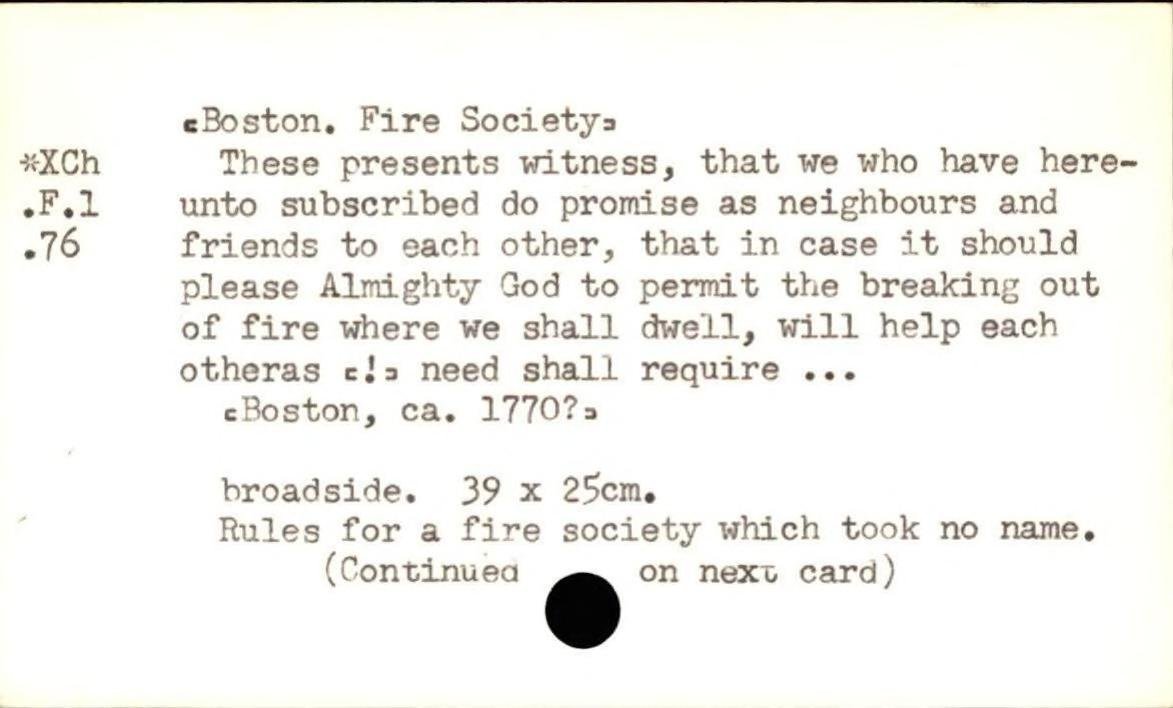 [Boston. Fire Society]
*XCh These presents witness, that we who have here-
.F.1 unto subscribed do promise as neighbours and
.76 friends to each other, that in case it should
please Almighty God to permit the breaking out
of fire where we shall dwell, will help each
otheras [!] need shall require ...
[Boston, ca. 1770?]
broadside. 39 x 25cm.
Rules for a fire society which took no name.
(Continued on next card)